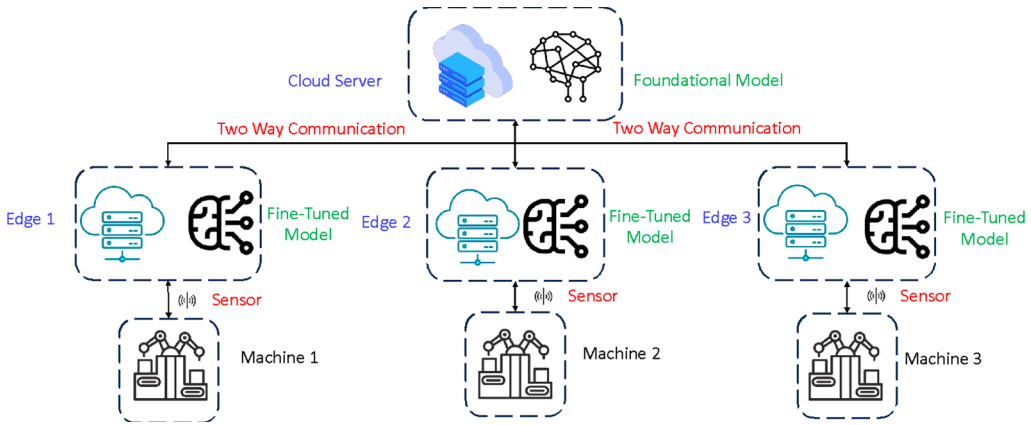 Cloud Server
Foundational Model
Two Way Communication
Two Way Communication
Edge 1
Fine-Tuned
Model
Edge 2
Fine-Tuned
Model
Edge 3
Fine-Tuned
Model
Sensor
Sensor
Sensor
Machine 1
Machine 2
Machine 3